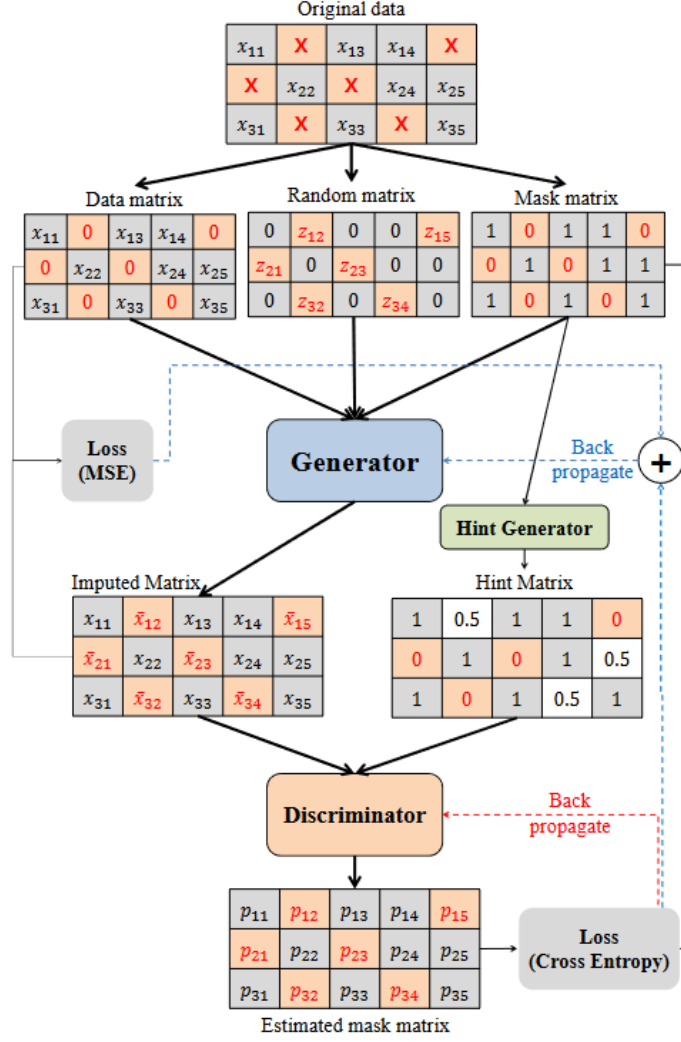 Original data
x₁₁ X x₁₃ x₁₄ X
X x₂₂ X x₂₄ x₂₅
x₃₁ X x₃₃ X x₃₅
Data matrix
x₁₁ 0 x₁₃ x₁₄ 0
0 x₂₂ 0 x₂₄ x₂₅
x₃₁ 0 x₃₃ 0 x₃₅
Random matrix
0 z₁₂ 0 0 z₁₅
z₂₁ 0 z₂₃ 0 0
0 z₃₂ 0 z₃₄ 0
Mask matrix
1 0 1 1 0
0 1 0 1 1
1 0 1 0 1
Loss
(MSE)
Generator
Back
propagate
+
Hint Generator
Imputed Matrix
x₁₁ x̄₁₂ x₁₃ x₁₄ x̄₁₅
x̄₂₁ x₂₂ x̄₂₃ x₂₄ x₂₅
x₃₁ x̄₃₂ x₃₃ x̄₃₄ x₃₅
Hint Matrix
1 0.5 1 1 0
0 1 0 1 0.5
1 0 1 0.5 1
Discriminator
Back
propagate
p₁₁ p₁₂ p₁₃ p₁₄ p₁₅
p₂₁ p₂₂ p₂₃ p₂₄ p₂₅
p₃₁ p₃₂ p₃₃ p₃₄ p₃₅
Estimated mask matrix
Loss
(Cross Entropy)